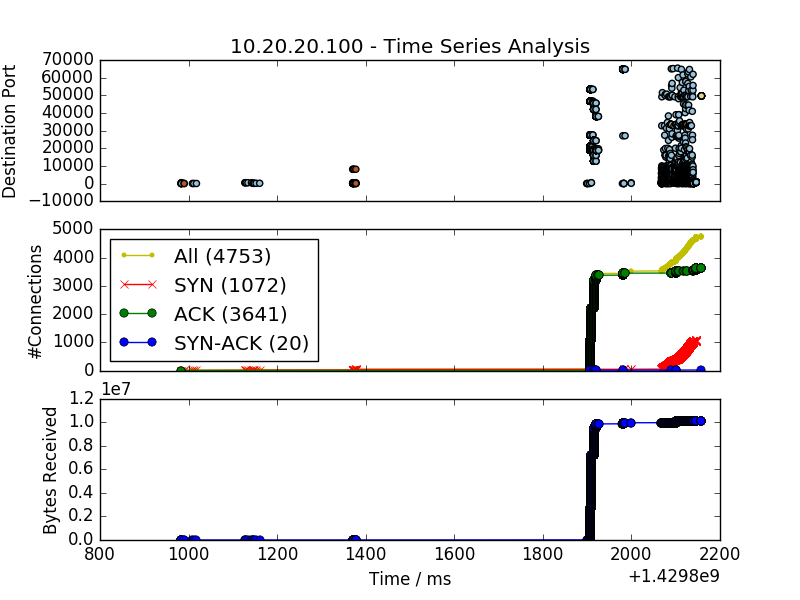 10.20.20.100 - Time Series Analysis
70000
60000
50000
40000
30000
20000
10000
0
−10000
Destination Port
5000
4000
3000
2000
1000
0
#Connections
All (4753)
SYN (1072)
ACK (3641)
SYN-ACK (20)
1e7
1.2
1.0
0.8
0.6
0.4
0.2
0.0
Bytes Received
800 1000 1200 1400 1600 1800 2000 2200
Time / ms
+1.4298e9